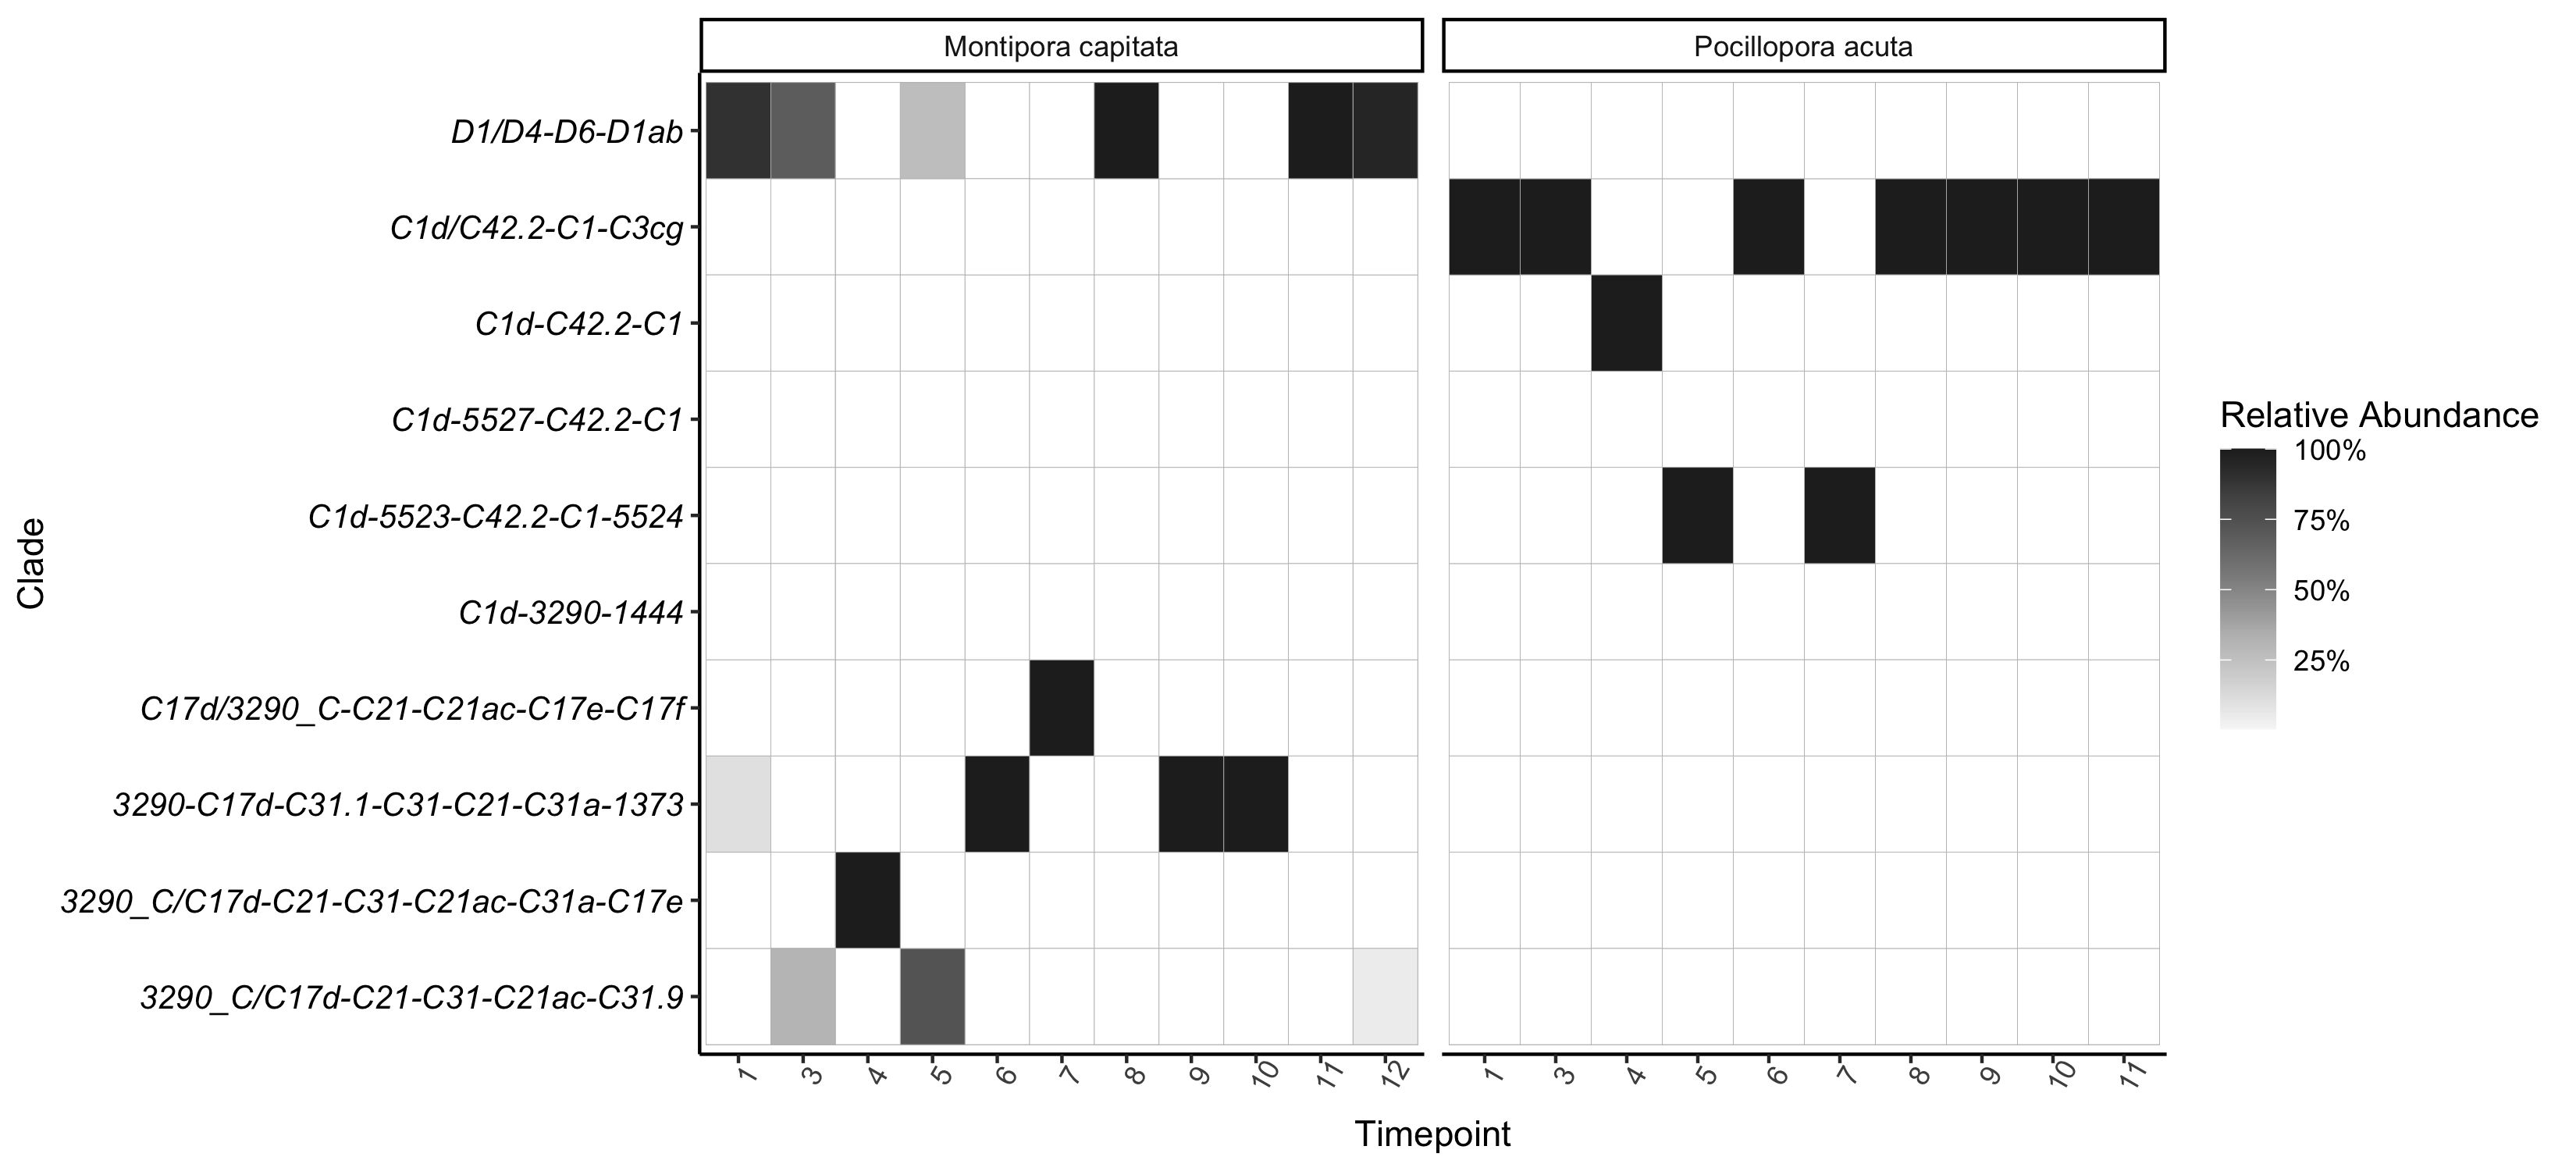 Montipora capitata
Pocillopora acuta
D1/D4-D6-D1ab
C1d/C42.2-C1-C3cg
C1d-C42.2-C1
C1d-5527-C42.2-C1
C1d-5523-C42.2-C1-5524
C1d-3290-1444
C17d/3290_C-C21-C21ac-C17e-C17f
3290-C17d-C31.1-C31-C21-C31a-1373
3290_C/C17d-C21-C31-C21ac-C31a-C17e
3290_C/C17d-C21-C31-C21ac-C31.9
Clade
1 3 4 5 6 7 8 9 10 11 12
1 3 4 5 6 7 8 9 10 11
Timepoint
Relative Abundance
100%
75%
50%
25%